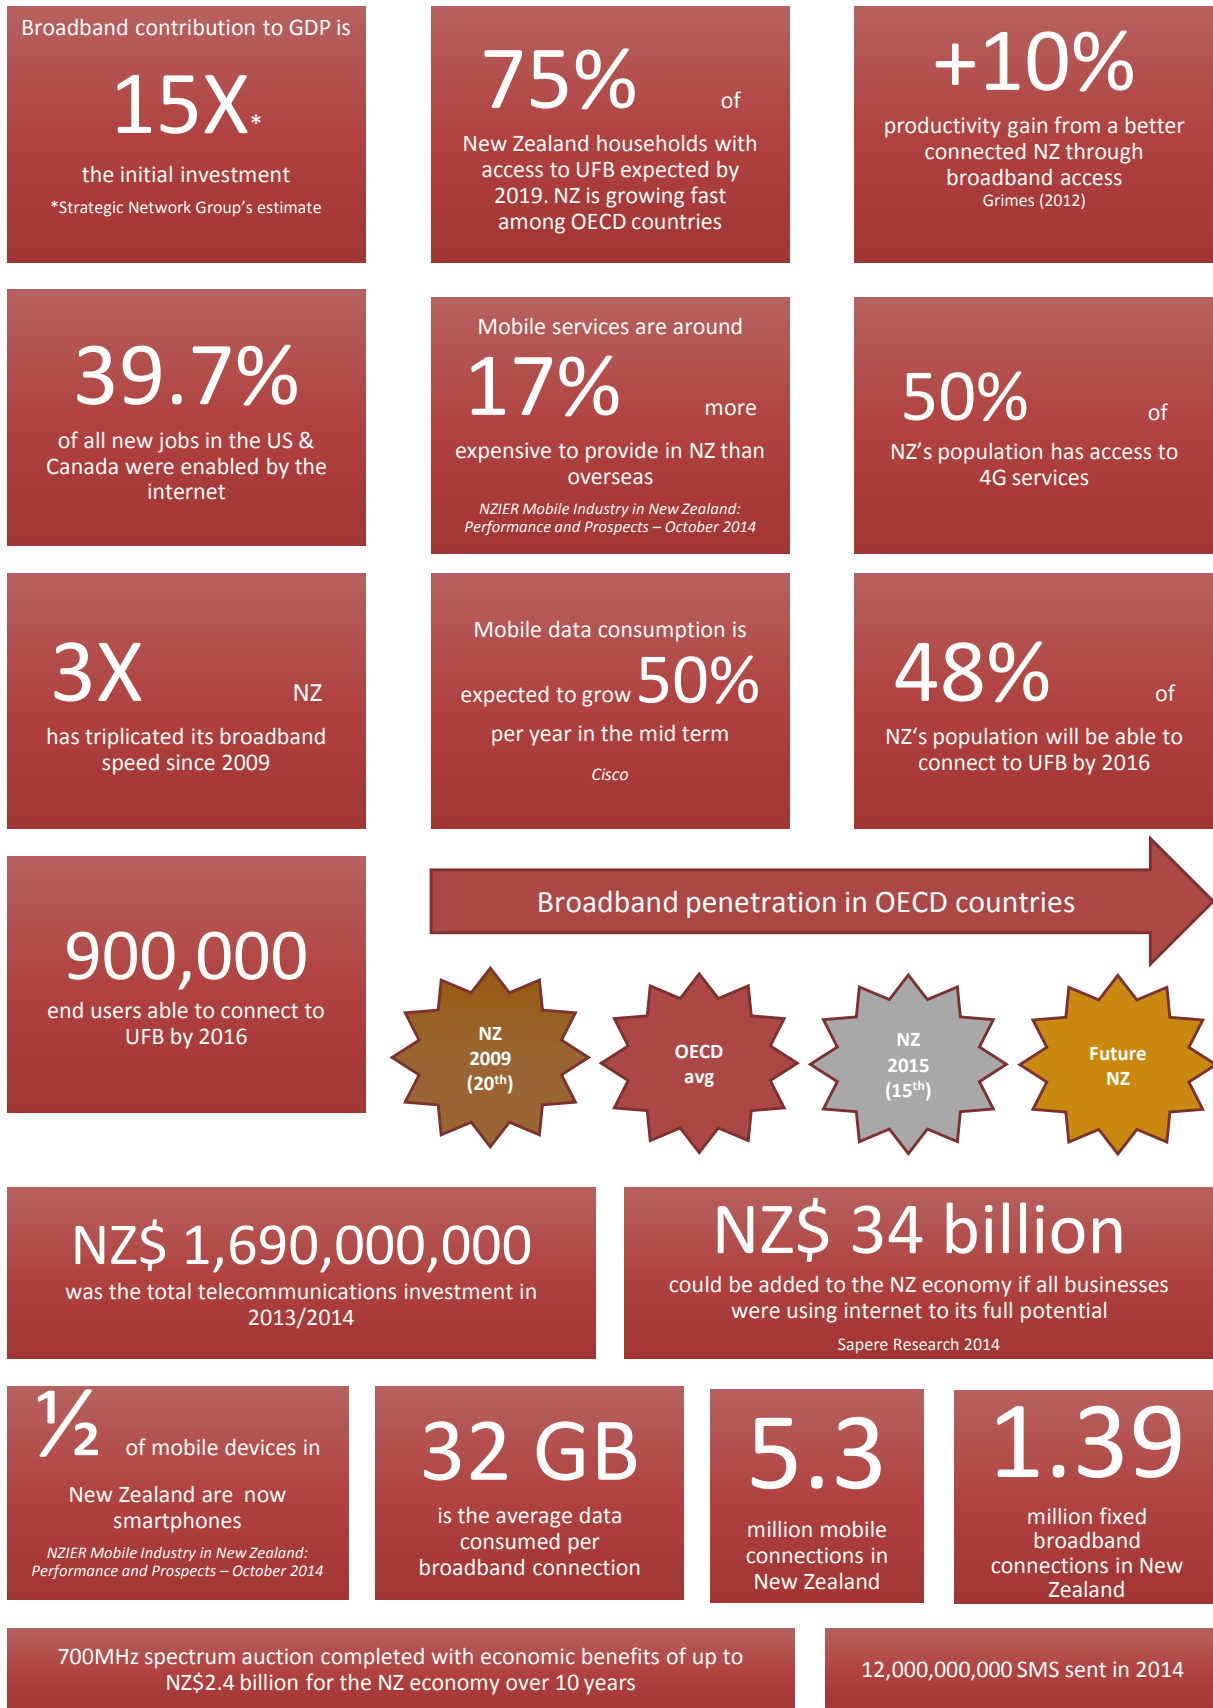 Broadband contribution to GDP is
15X*
the initial investment
*Strategic Network Group's estimate
75% of
New Zealand households with
access to UFB expected by
2019. NZ is growing fast
among OECD countries
+10%
productivity gain from a better
connected NZ through
broadband access
Grimes (2012)
39.7%
of all new jobs in the US &
Canada were enabled by the
internet
Mobile services are around
17% more
expensive to provide in NZ than
overseas
NZIER Mobile Industry in New Zealand:
Performance and Prospects – October 2014
50% of
NZ's population has access to
4G services
3X NZ
has triplicated its broadband
speed since 2009
Mobile data consumption is
expected to grow 50%
per year in the mid term
Cisco
48% of
NZ‘s population will be able to
connect to UFB by 2016
900,000
end users able to connect to
UFB by 2016
Broadband penetration in OECD countries
NZ
2009
(20th)
OECD
avg
NZ
2015
(15th)
Future
NZ
NZ$ 1,690,000,000
was the total telecommunications investment in
2013/2014
NZ$ 34 billion
could be added to the NZ economy if all businesses
were using internet to its full potential
Sapere Research 2014
½ of mobile devices in
New Zealand are now
smartphones
NZIER Mobile Industry in New Zealand:
Performance and Prospects – October 2014
32 GB
is the average data
consumed per
broadband connection
5.3
million mobile
connections in
New Zealand
1.39
million fixed
broadband
connections in New
Zealand
700MHz spectrum auction completed with economic benefits of up to
NZ$2.4 billion for the NZ economy over 10 years
12,000,000,000 SMS sent in 2014